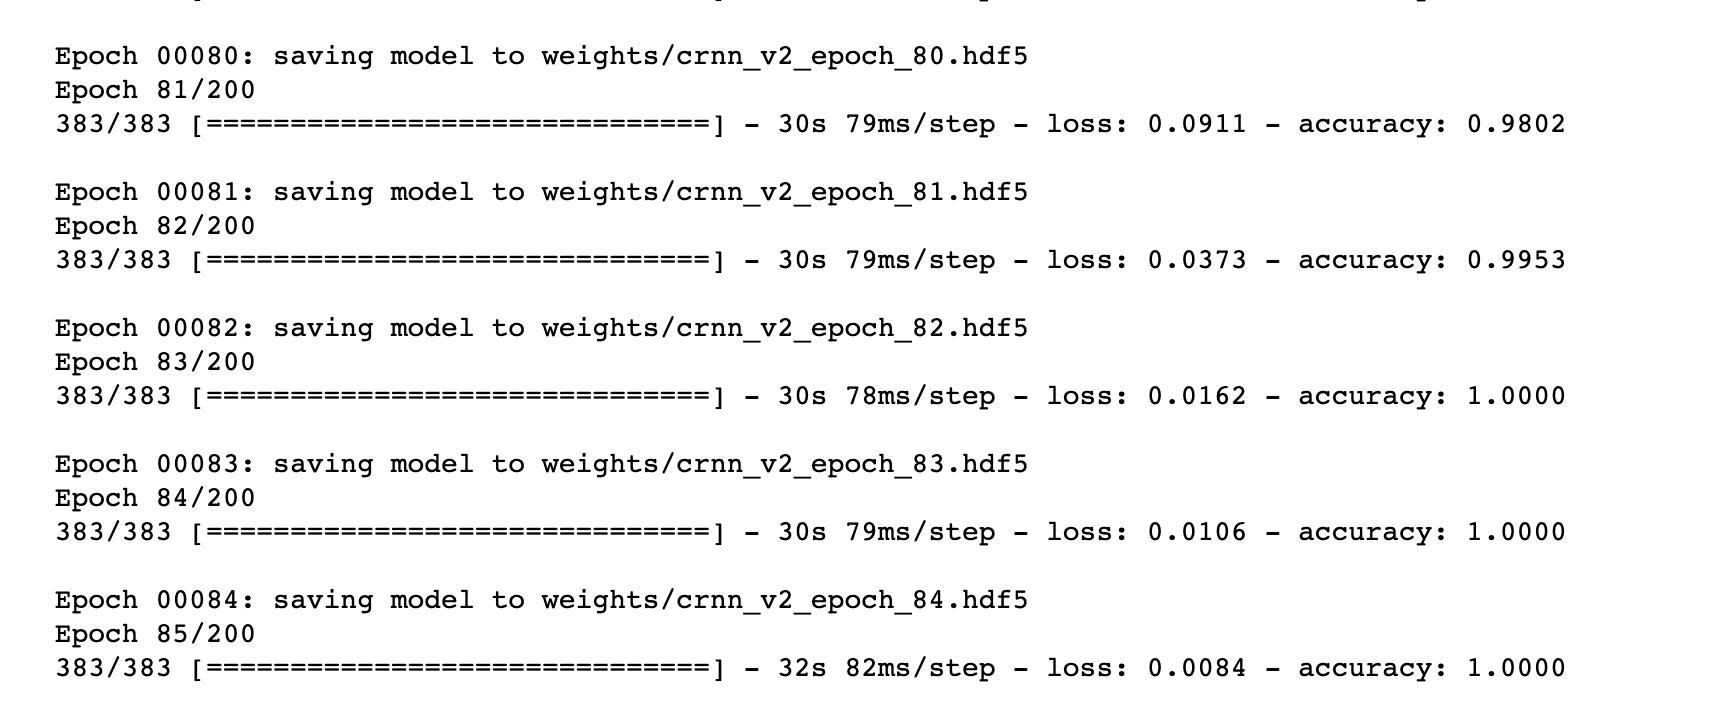 Epoch 00080: saving model to weights/crnn_v2_epoch_80.hdf5
Epoch 81/200
383/383 [==============================] - 30s 79ms/step - loss: 0.0911 - accuracy: 0.9802
Epoch 00081: saving model to weights/crnn_v2_epoch_81.hdf5
Epoch 82/200
383/383 [==============================] - 30s 79ms/step - loss: 0.0373 - accuracy: 0.9953
Epoch 00082: saving model to weights/crnn_v2_epoch_82.hdf5
Epoch 83/200
383/383 [==============================] - 30s 78ms/step - loss: 0.0162 - accuracy: 1.0000
Epoch 00083: saving model to weights/crnn_v2_epoch_83.hdf5
Epoch 84/200
383/383 [==============================] - 30s 79ms/step - loss: 0.0106 - accuracy: 1.0000
Epoch 00084: saving model to weights/crnn_v2_epoch_84.hdf5
Epoch 85/200
383/383 [==============================] - 32s 82ms/step - loss: 0.0084 - accuracy: 1.0000